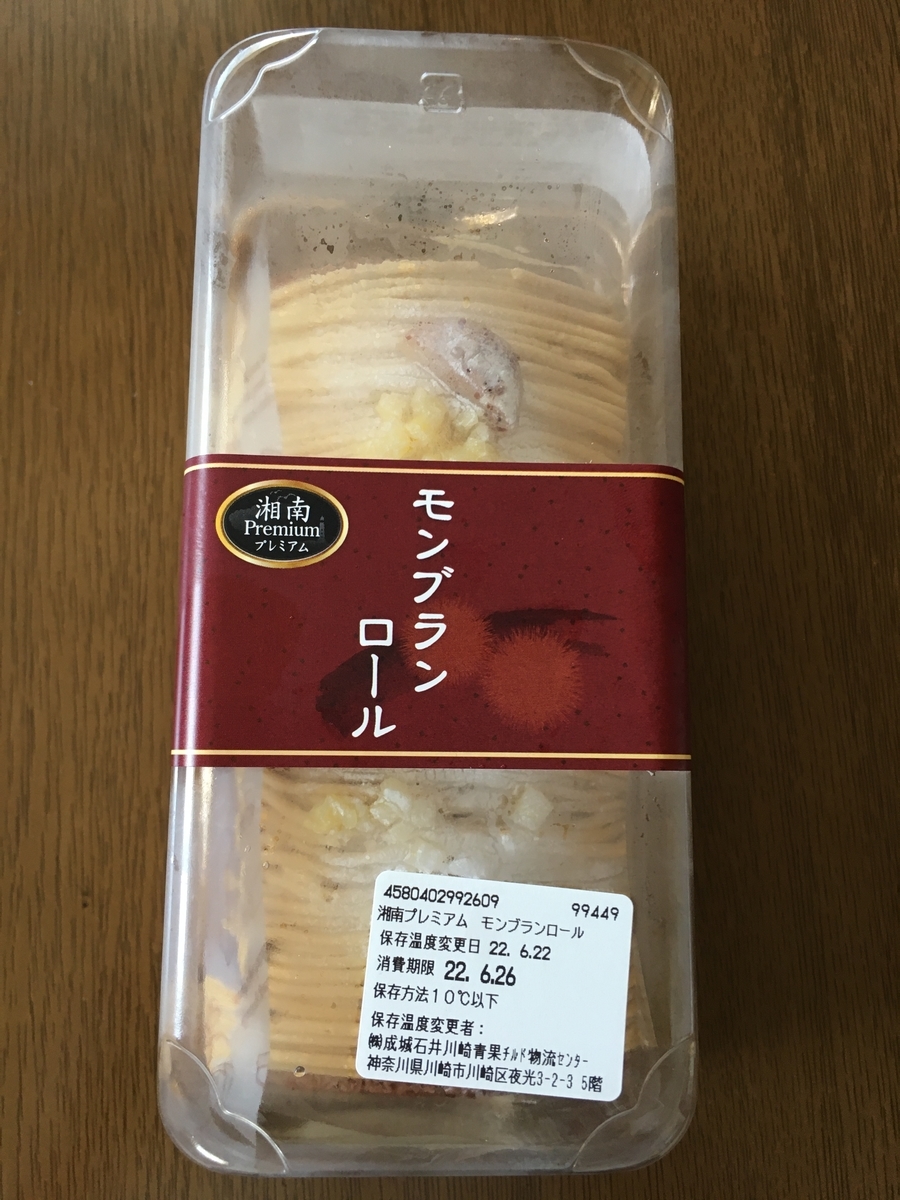 湘南
Premium
プレミアム
モンブラン
ロール
4580402992609 99449
湘南プレミアム モンブランロール
保存温度変更日 22. 6.22
消費期限 22. 6.26
保存方法10℃以下
保存温度変更者:
㈱成城石井川崎青果ﾁﾙﾄﾞ物流ｾﾝﾀｰ
神奈川県川崎市川崎区夜光3-2-3 5階